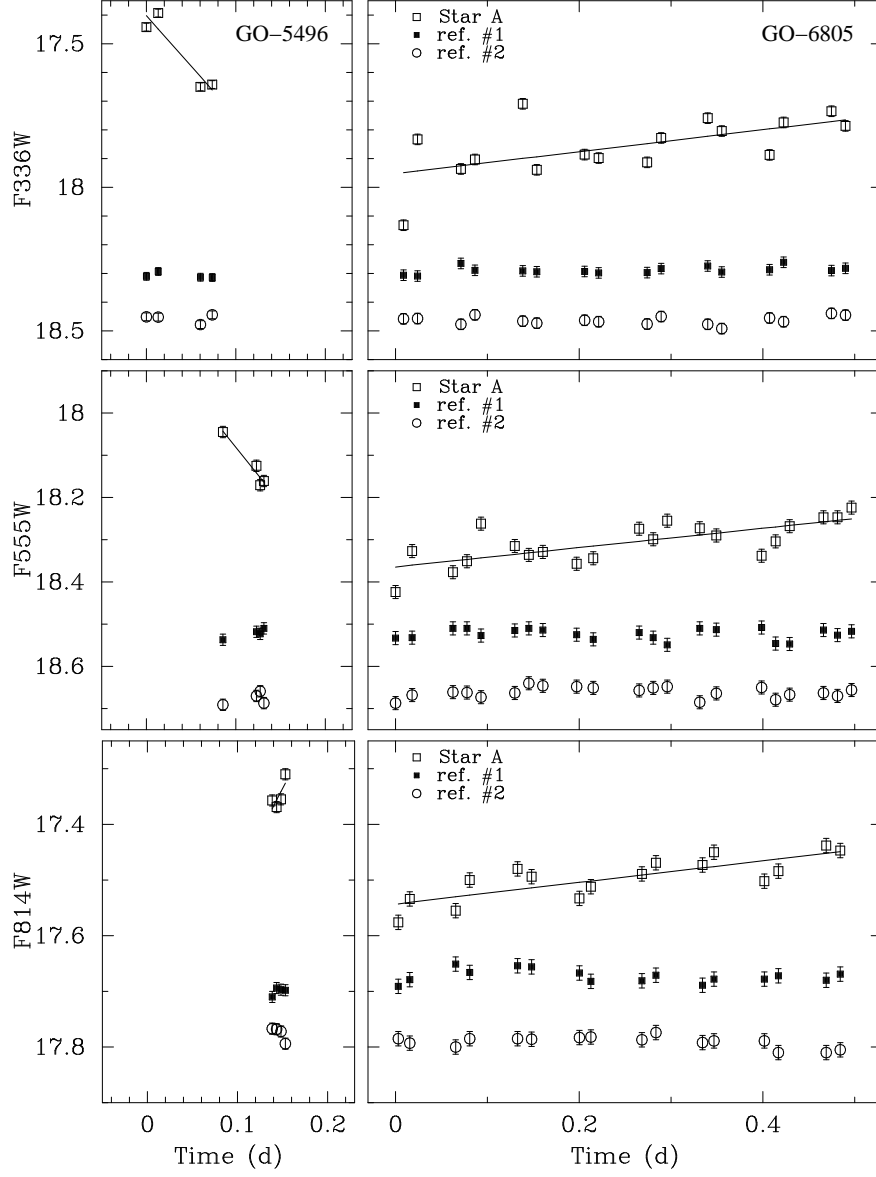 GO−5496
Star A
ref. #1
ref. #2
GO−6805
17.5
18
18.5
F336W
Star A
ref. #1
ref. #2
18
18.2
18.4
18.6
F555W
Star A
ref. #1
ref. #2
17.4
17.6
17.8
F814W
0
0.1
0.2
0
0.2
0.4
Time (d)
Time (d)